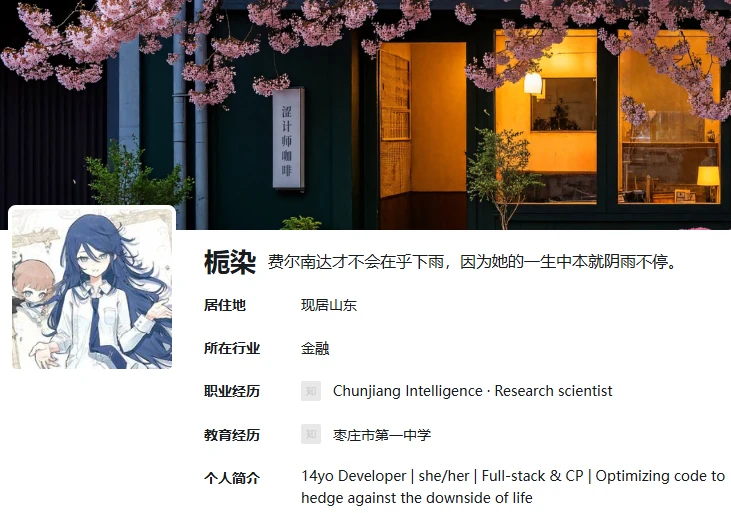 涩计师咖啡
栀染 费尔南达才不会在乎下雨，因为她的一生中本就阴雨不停。
居住地 现居山东
所在行业 金融
职业经历 知 Chunjiang Intelligence · Research scientist
教育经历 知 枣庄市第一中学
个人简介 14yo Developer | she/her | Full-stack & CP | Optimizing code to
hedge against the downside of life